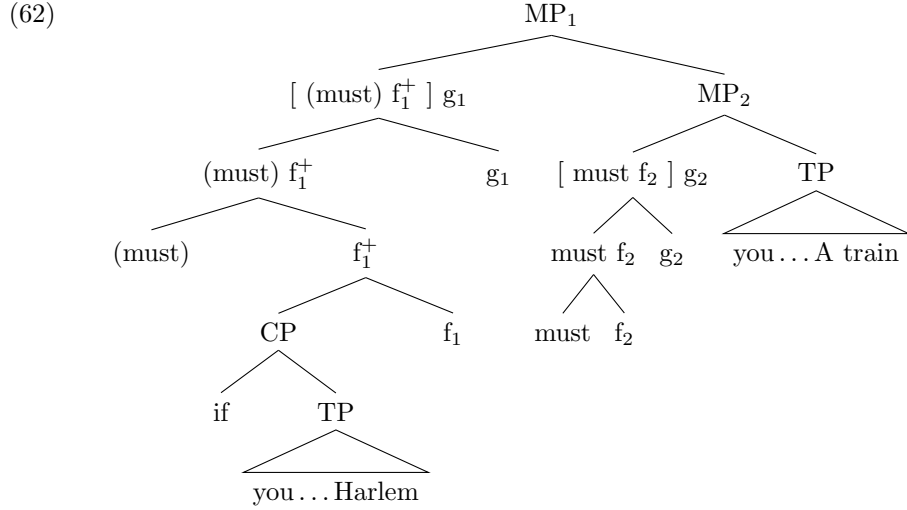 (62) MP₁
[ (must) f₁⁺ ] g₁ MP₂
(must) f₁⁺ g₁ [ must f₂ ] g₂ TP
(must) f₁⁺ must f₂ g₂ you…A train
CP f₁ must f₂
if TP
you…Harlem